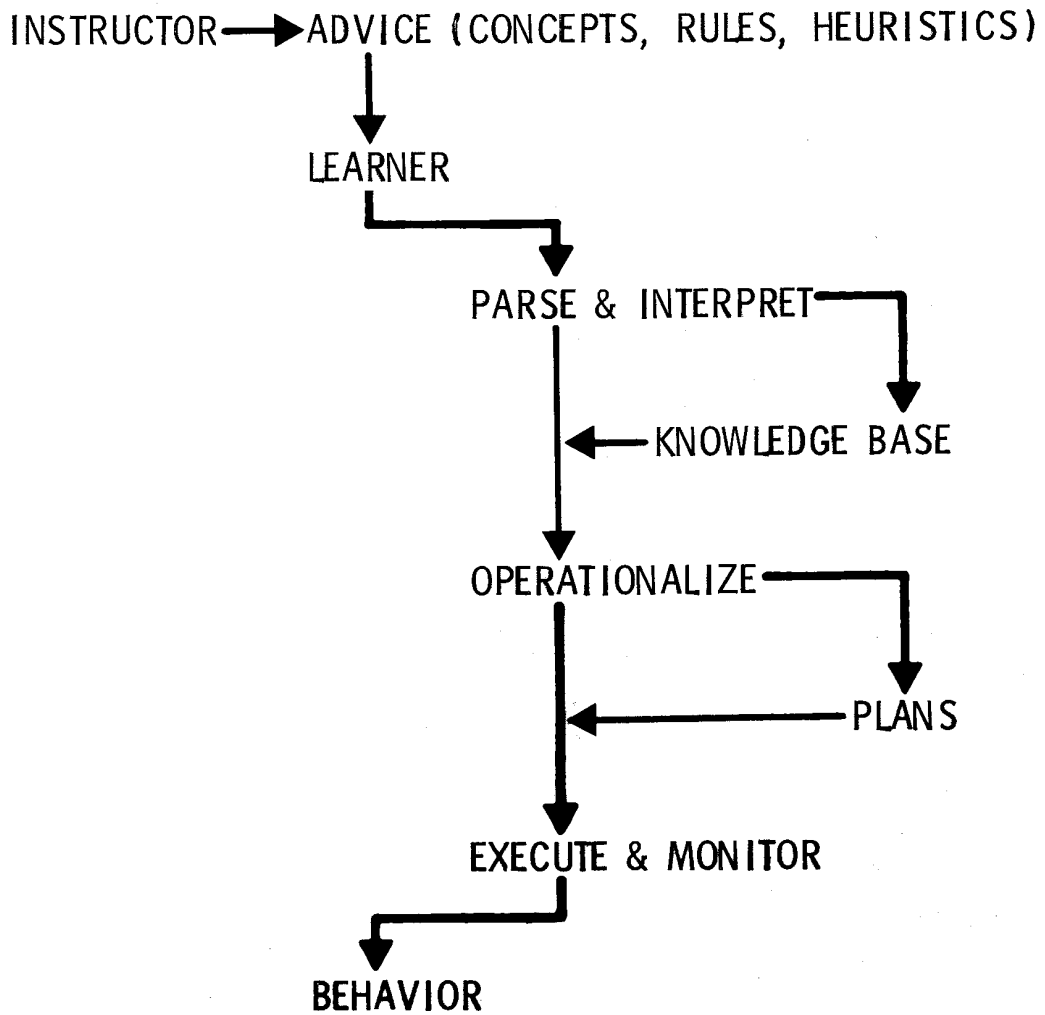 INSTRUCTOR ADVICE (CONCEPTS, RULES, HEURISTICS)
LEARNER
PARSE & INTERPRET
KNOWLEDGE BASE
OPERATIONALIZE
PLANS
EXECUTE & MONITOR
BEHAVIOR